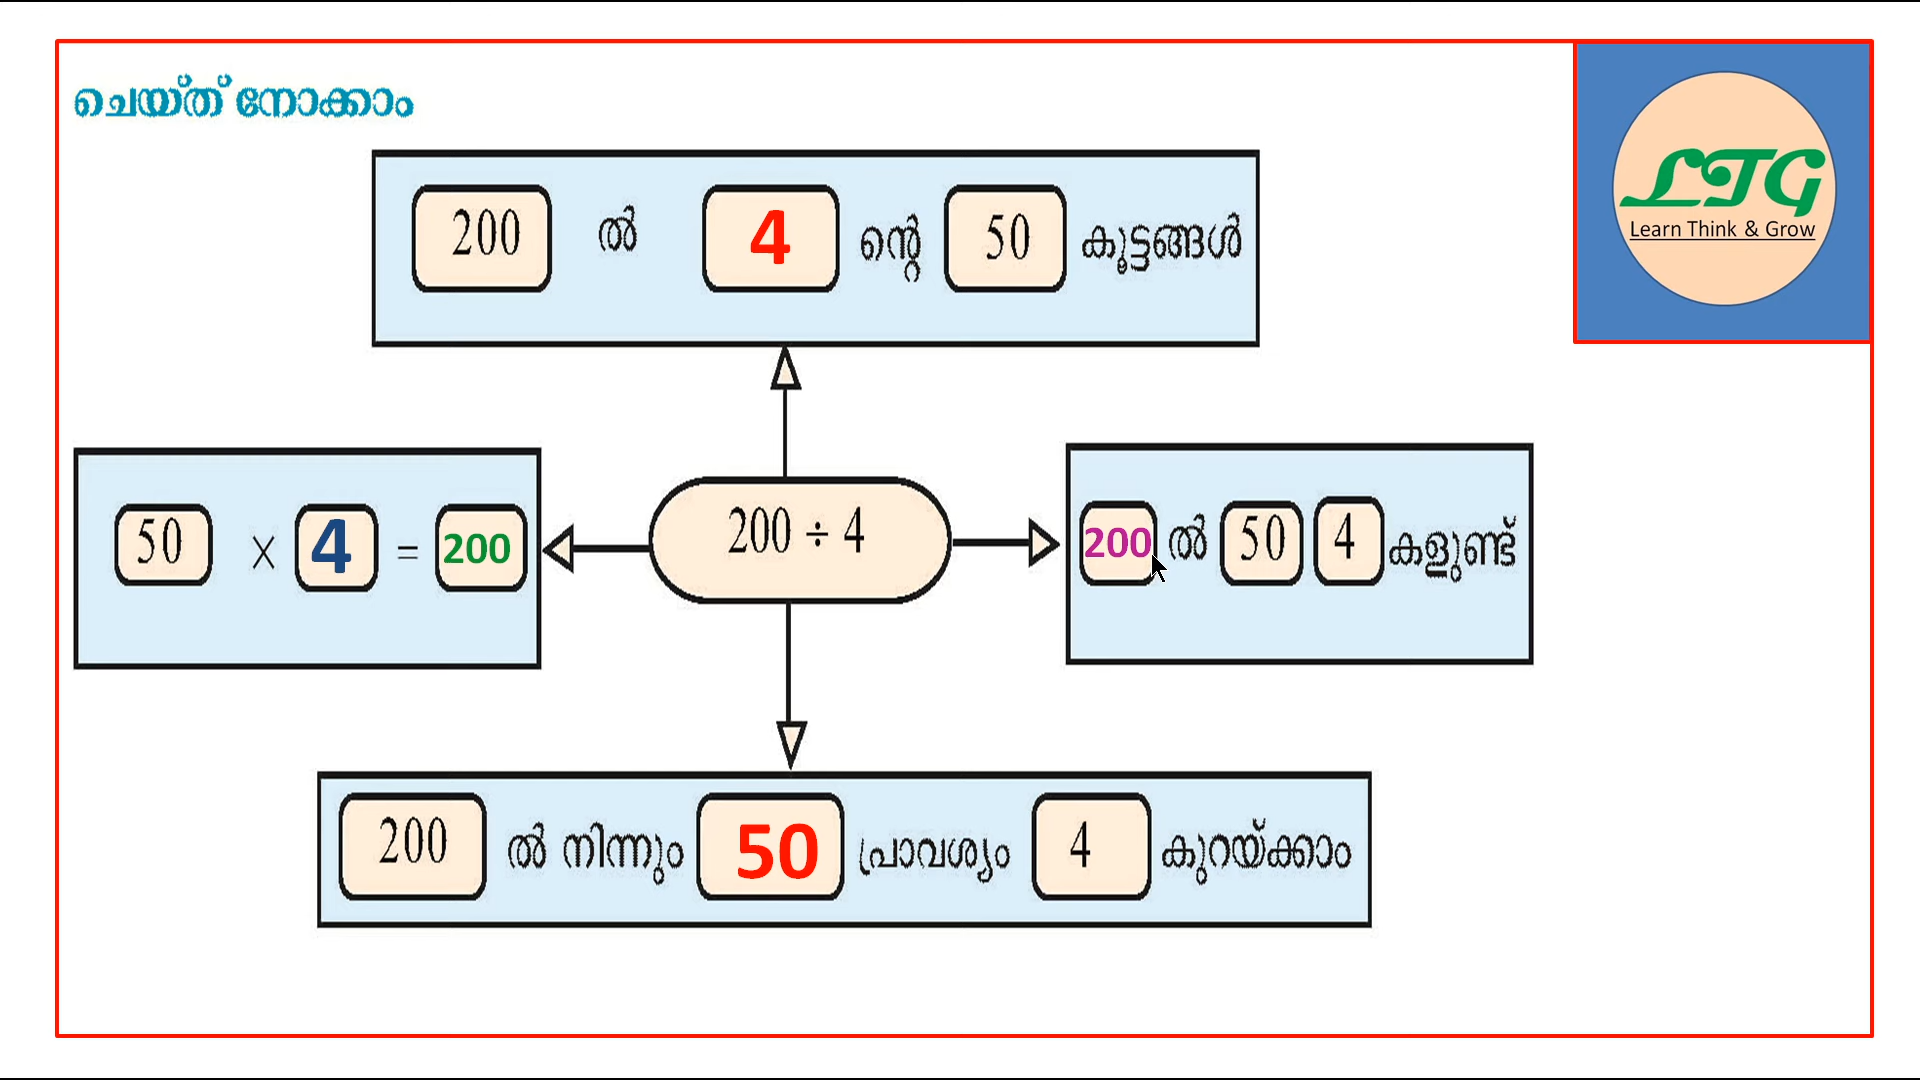 ചെയ്ത് നോക്കാം
LTG
Learn Think & Grow
200 ൽ 4 ന്റെ 50 കൂട്ടങ്ങൾ
50 × 4 = 200
200 ÷ 4
200 ൽ 50 4 കളുണ്ട്
200 ൽ നിന്നും 50 പ്രാവശ്യം 4 കുറയ്ക്കാം